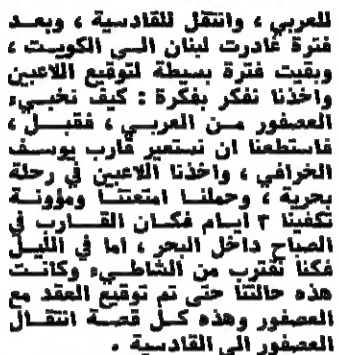 للعربي ، وانتقل للقادسية ، وبعد
فترة غادرت لبنان الى الكويت ،
وبقيت فترة بسيطة لتوقيع اللاعبين
واخذنا نفكر بفكرة : كيف نخبيء
العصفور من العربي ، فقبل ،
فاستطعنا ان نستعير قارب يوسف
الخرافي ، واخذنا اللاعبين في رحلة
بحرية ، وحملنا امتعتنا ومؤونة
تكفينا ٣ ايام فكان القارب في
الصباح داخل البحر ، اما في الليل
فكنا نقترب من الشاطيء وكانت
هذه حالتنا حتى تم توقيع العقد مع
العصفور وهذه كل قصة انتقال
العصفور الى القادسية .